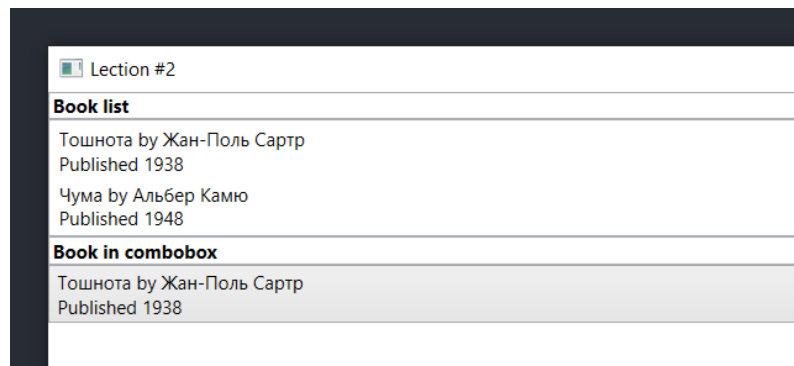 Lection #2
Book list
Тошнота by Жан-Поль Сартр
Published 1938
Чума by Альбер Камю
Published 1948
Book in combobox
Тошнота by Жан-Поль Сартр
Published 1938